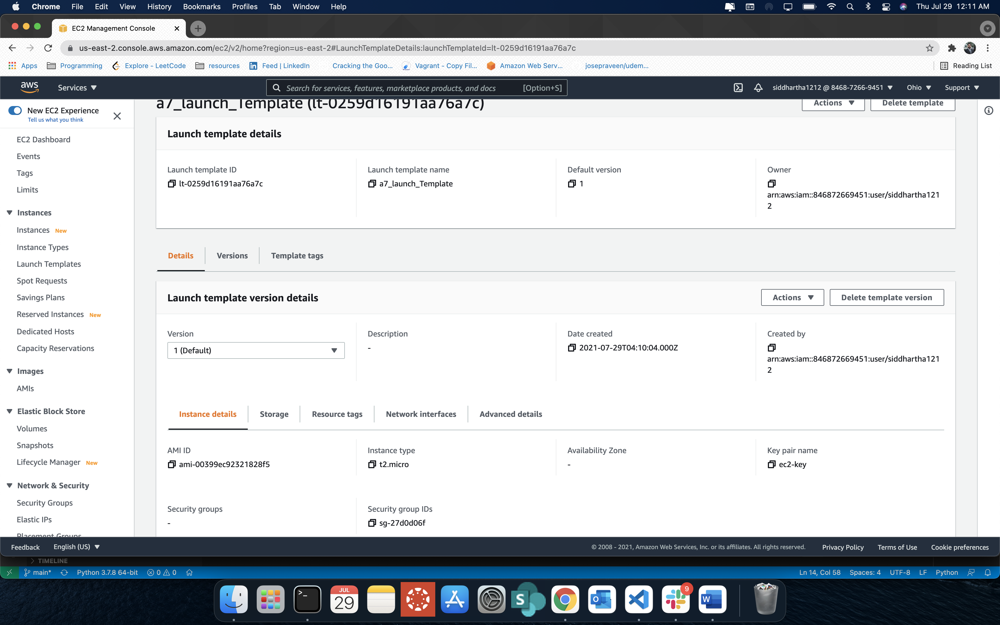 Chrome File Edit View History Bookmarks Profiles Tab Window Help Thu Jul 29 12:11 AM
EC2 Management Console
us-east-2.console.aws.amazon.com/ec2/v2/home?region=us-east-2#LaunchTemplateDetails:launchTemplateId=lt-0259d16191aa76a7c
Apps Programming Explore - LeetCode resources Feed | LinkedIn Cracking the Goo... Vagrant - Copy Fil... Amazon Web Serv... josepraveen/udem... Reading List
aws Services Search for services, features, marketplace products, and docs [Option+S] siddhartha1212 @ 8468-7266-9451 Ohio Support
New EC2 Experience
Tell us what you think
EC2 Dashboard
Events
Tags
Limits
Instances
Instances New
Instance Types
Launch Templates
Spot Requests
Savings Plans
Reserved Instances New
Dedicated Hosts
Capacity Reservations
Images
AMIs
Elastic Block Store
Volumes
Snapshots
Lifecycle Manager New
Network & Security
Security Groups
Elastic IPs
Placement Groups
a7_launch_Template (lt-0259d16191aa76a7c) Actions Delete template
Launch template details
Launch template ID Launch template name Default version Owner
lt-0259d16191aa76a7c a7_launch_Template 1
arn:aws:iam::846872669451:user/siddhartha121
2
Details Versions Template tags
Launch template version details Actions Delete template version
Version Description Date created Created by
1 (Default) - 2021-07-29T04:10:04.000Z
arn:aws:iam::846872669451:user/siddhartha121
2
Instance details Storage Resource tags Network interfaces Advanced details
AMI ID Instance type Availability Zone Key pair name
ami-00399ec92321828f5 t2.micro - ec2-key
Security groups Security group IDs
- sg-27d0d06f
Feedback English (US) © 2008 - 2021, Amazon Web Services, Inc. or its affiliates. All rights reserved. Privacy Policy Terms of Use Cookie preferences
TIMELINE
main* Python 3.7.8 64-bit 0 0 Ln 14, Col 58 Spaces: 4 UTF-8 LF Python
>_ JUL 29 S O 9 W